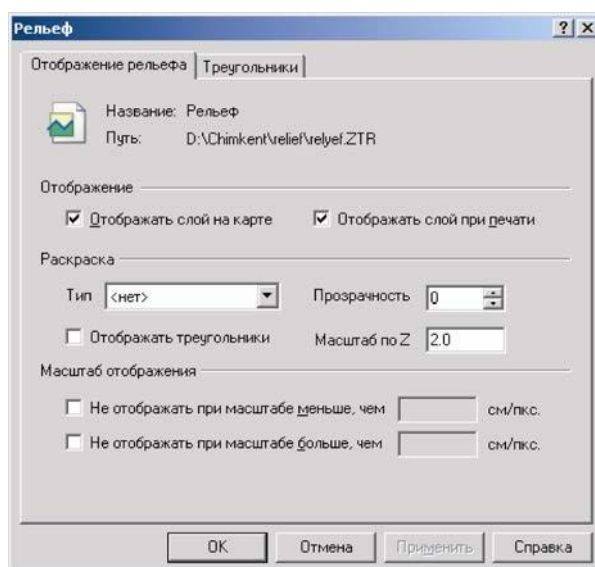 Рельеф
Отображение рельефа Треугольники
Название: Рельеф
Путь: D:\Chimkent\relief\relyef.ZTR
Отображение
Отображать слой на карте Отображать слой при печати
Раскраска
Тип <нет> Прозрачность 0
Отображать треугольники Масштаб по Z 2.0
Масштаб отображения
Не отображать при масштабе меньше, чем см/пкс.
Не отображать при масштабе больше, чем см/пкс.
OK Отмена Применить Справка